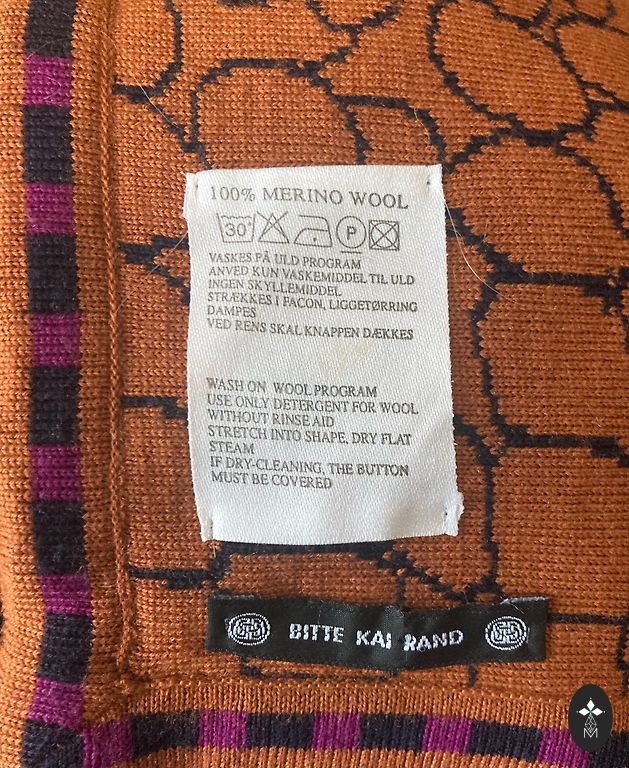 100% MERINO WOOL
30°
P
VASKES PÅ ULD PROGRAM
ANVED KUN VASKEMIDDEL TIL ULD
INGEN SKYLLEMIDDEL
STRÆKKES I FACON, LIGGETØRRING
DAMPES
VED RENS SKAL KNAPPEN DÆKKES
WASH ON WOOL PROGRAM
USE ONLY DETERGENT FOR WOOL
WITHOUT RINSE AID
STRETCH INTO SHAPE, DRY FLAT
STEAM
IF DRY-CLEANING, THE BUTTON
MUST BE COVERED
BITTE KAI RAND
M